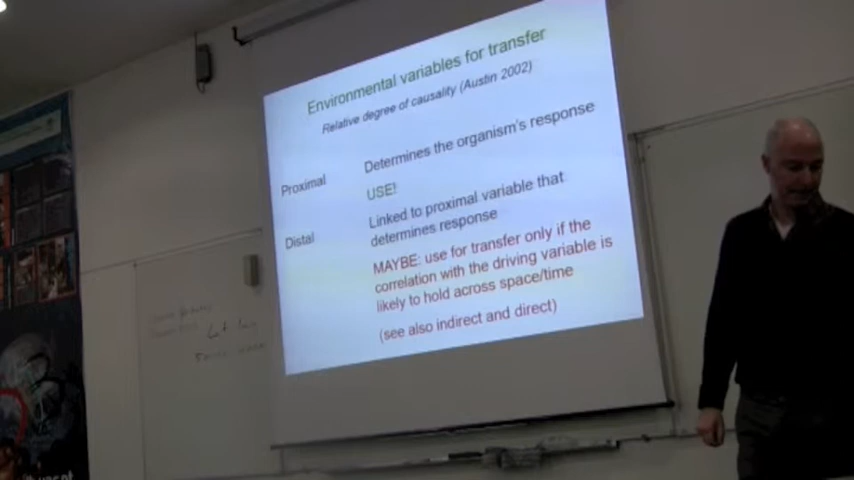 Environmental variables for transfer
Relative degree of causality (Austin 2002)
Proximal
Determines the organism's response
USE!
Distal
Linked to proximal variable that
determines response
MAYBE: use for transfer only if the
correlation with the driving variable is
likely to hold across space/time
(see also indirect and direct)